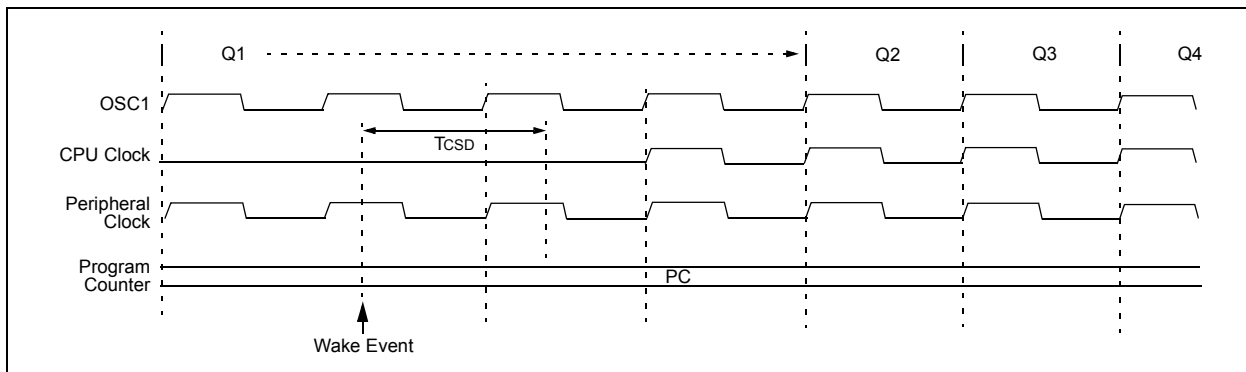 Q1 Q2 Q3 Q4
OSC1
TCSD
CPU Clock
Peripheral
Clock
Program
Counter
PC
Wake Event